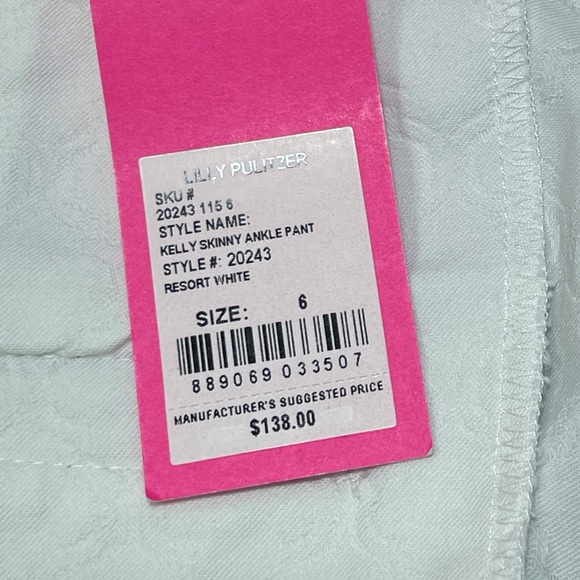 LILLY PULITZER
SKU #
20243 115 6
STYLE NAME:
KELLY SKINNY ANKLE PANT
STYLE #: 20243
RESORT WHITE
SIZE: 6
889069 033507
MANUFACTURER'S SUGGESTED PRICE
$138.00